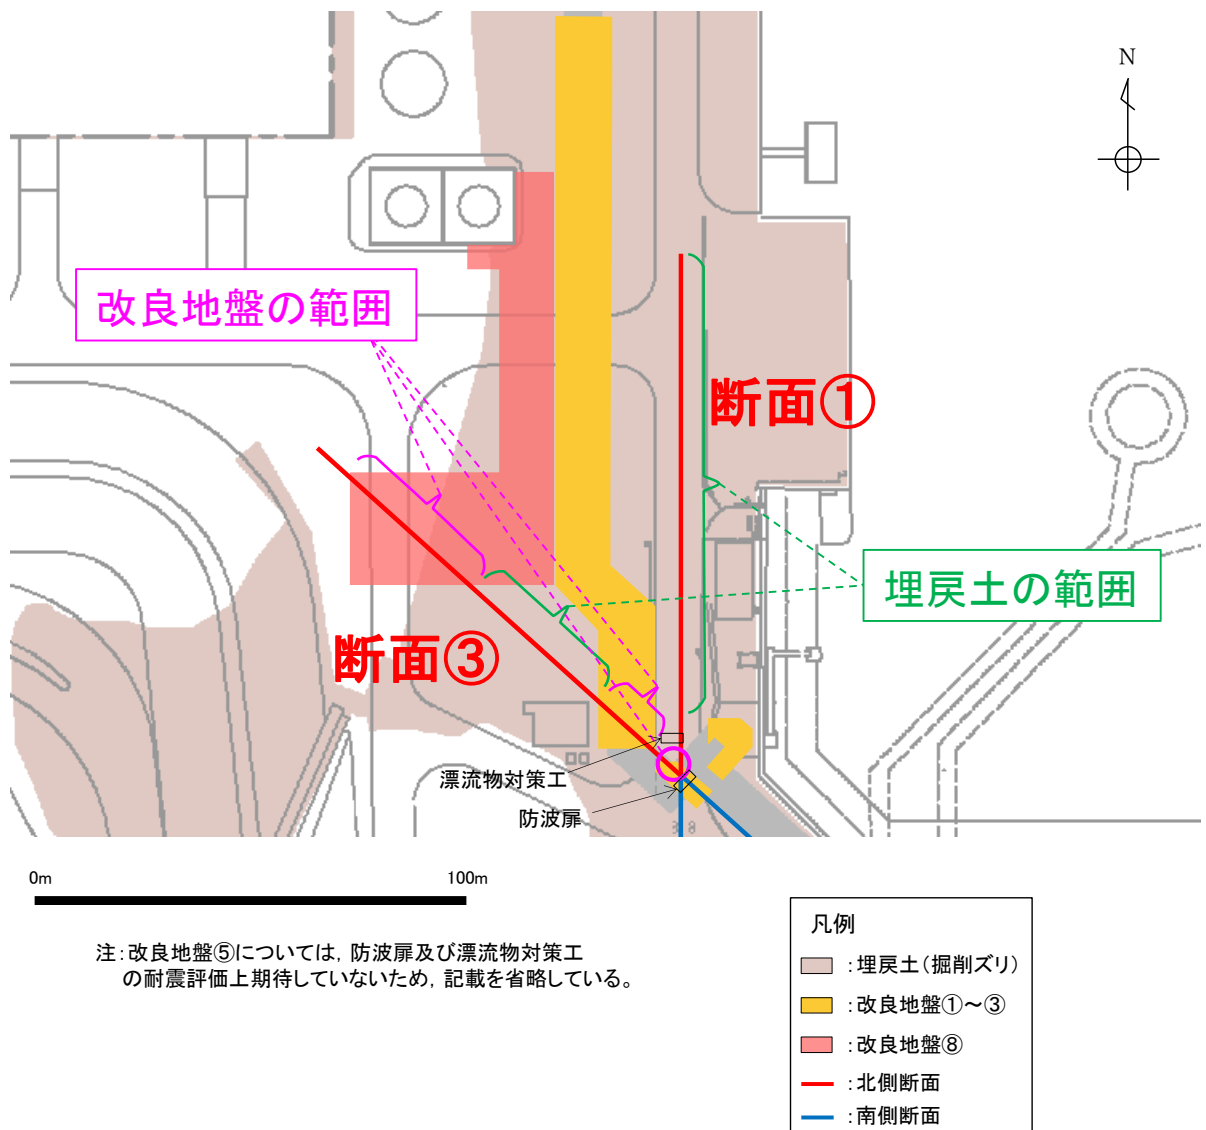 N
改良地盤の範囲
断面①
埋戻土の範囲
断面③
漂流物対策工
防波扉
0m
100m
注:改良地盤⑤については,防波扉及び漂流物対策工
の耐震評価上期待していないため,記載を省略している。
凡例
:埋戻土(掘削ズリ)
:改良地盤①～③
:改良地盤⑧
:北側断面
:南側断面